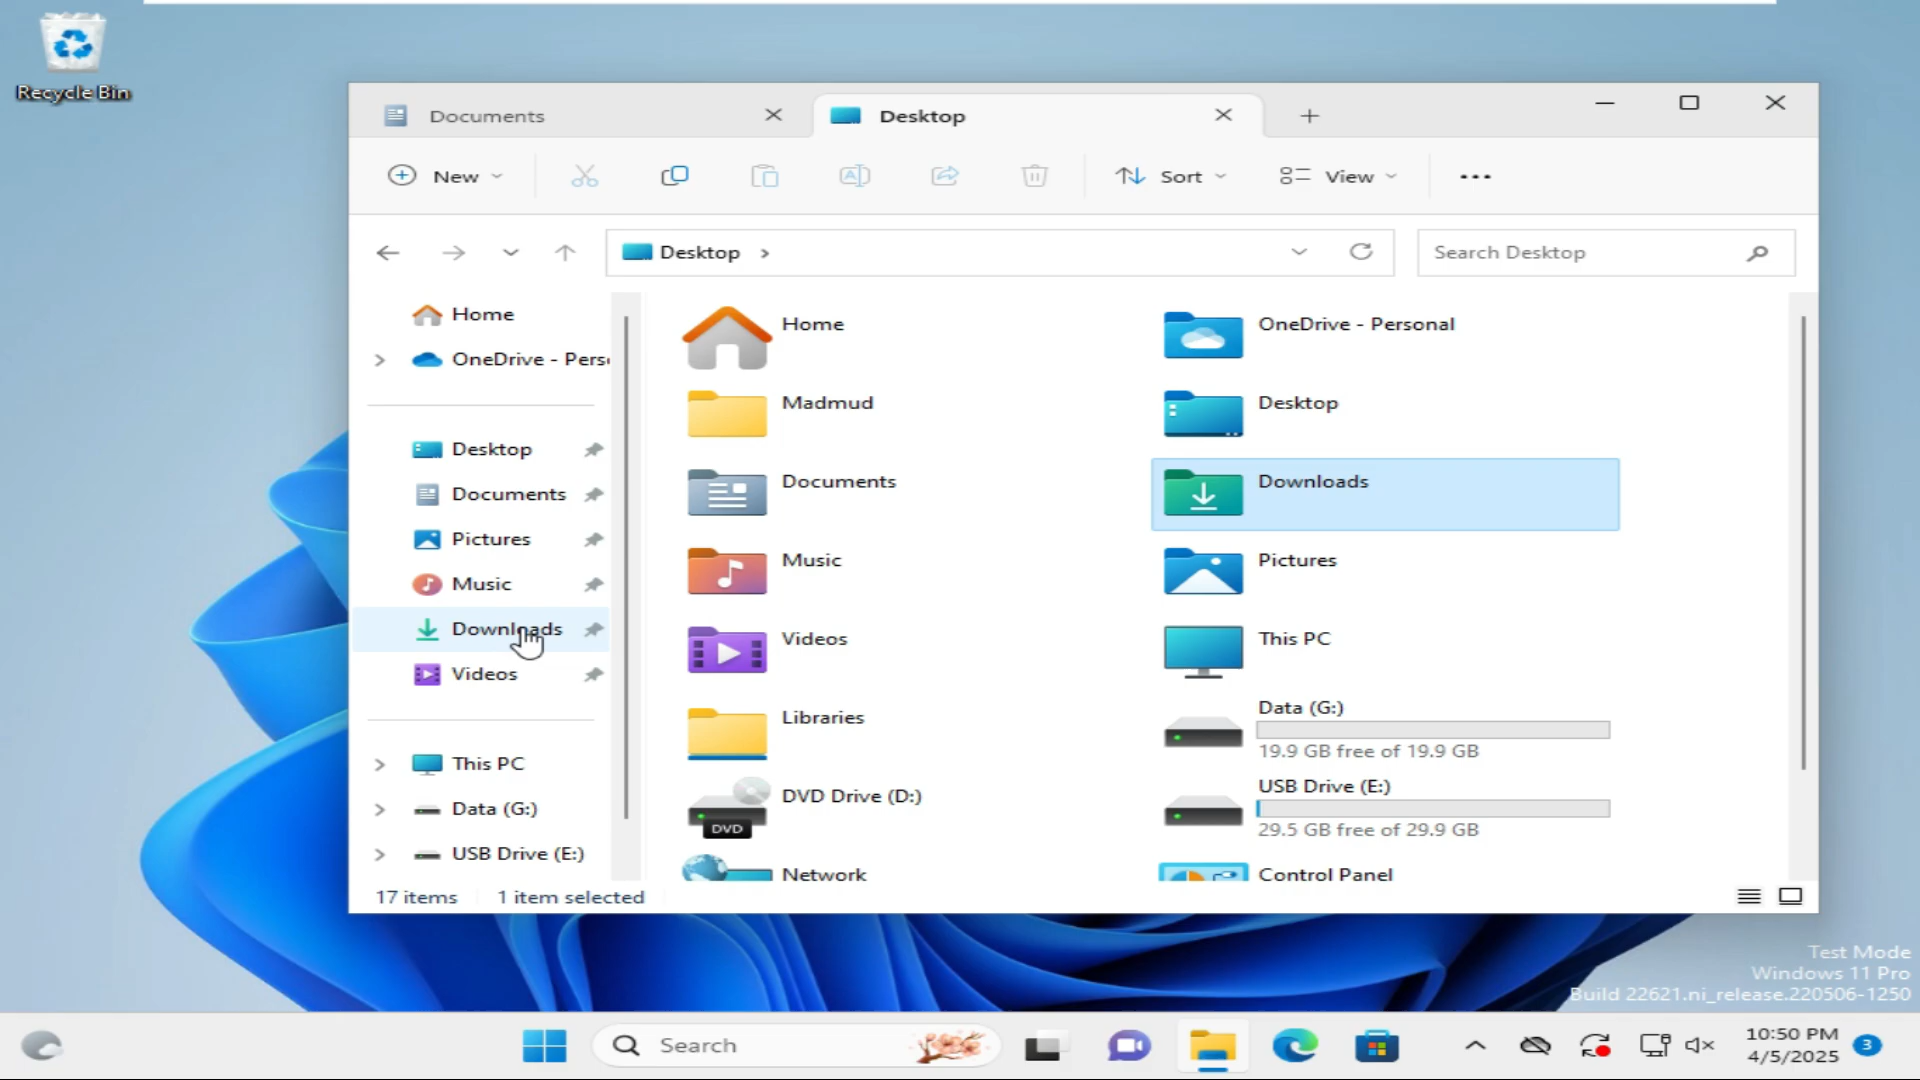 Recycle Bin
Documents
Desktop
New
Sort
View
Desktop
Search Desktop
Home
OneDrive - Pers
Desktop
Documents
Pictures
Music
Downloads
Videos
This PC
Data (G:)
USB Drive (E:)
Home
OneDrive - Personal
Madmud
Desktop
Documents
Downloads
Music
Pictures
Videos
This PC
Libraries
Data (G:)
19.9 GB free of 19.9 GB
DVD Drive (D:)
DVD
USB Drive (E:)
29.5 GB free of 29.9 GB
Network
Control Panel
17 items
1 item selected
Test Mode
Windows 11 Pro
Build 22621.ni_release.220506-1250
Search
10:50 PM
4/5/2025
3